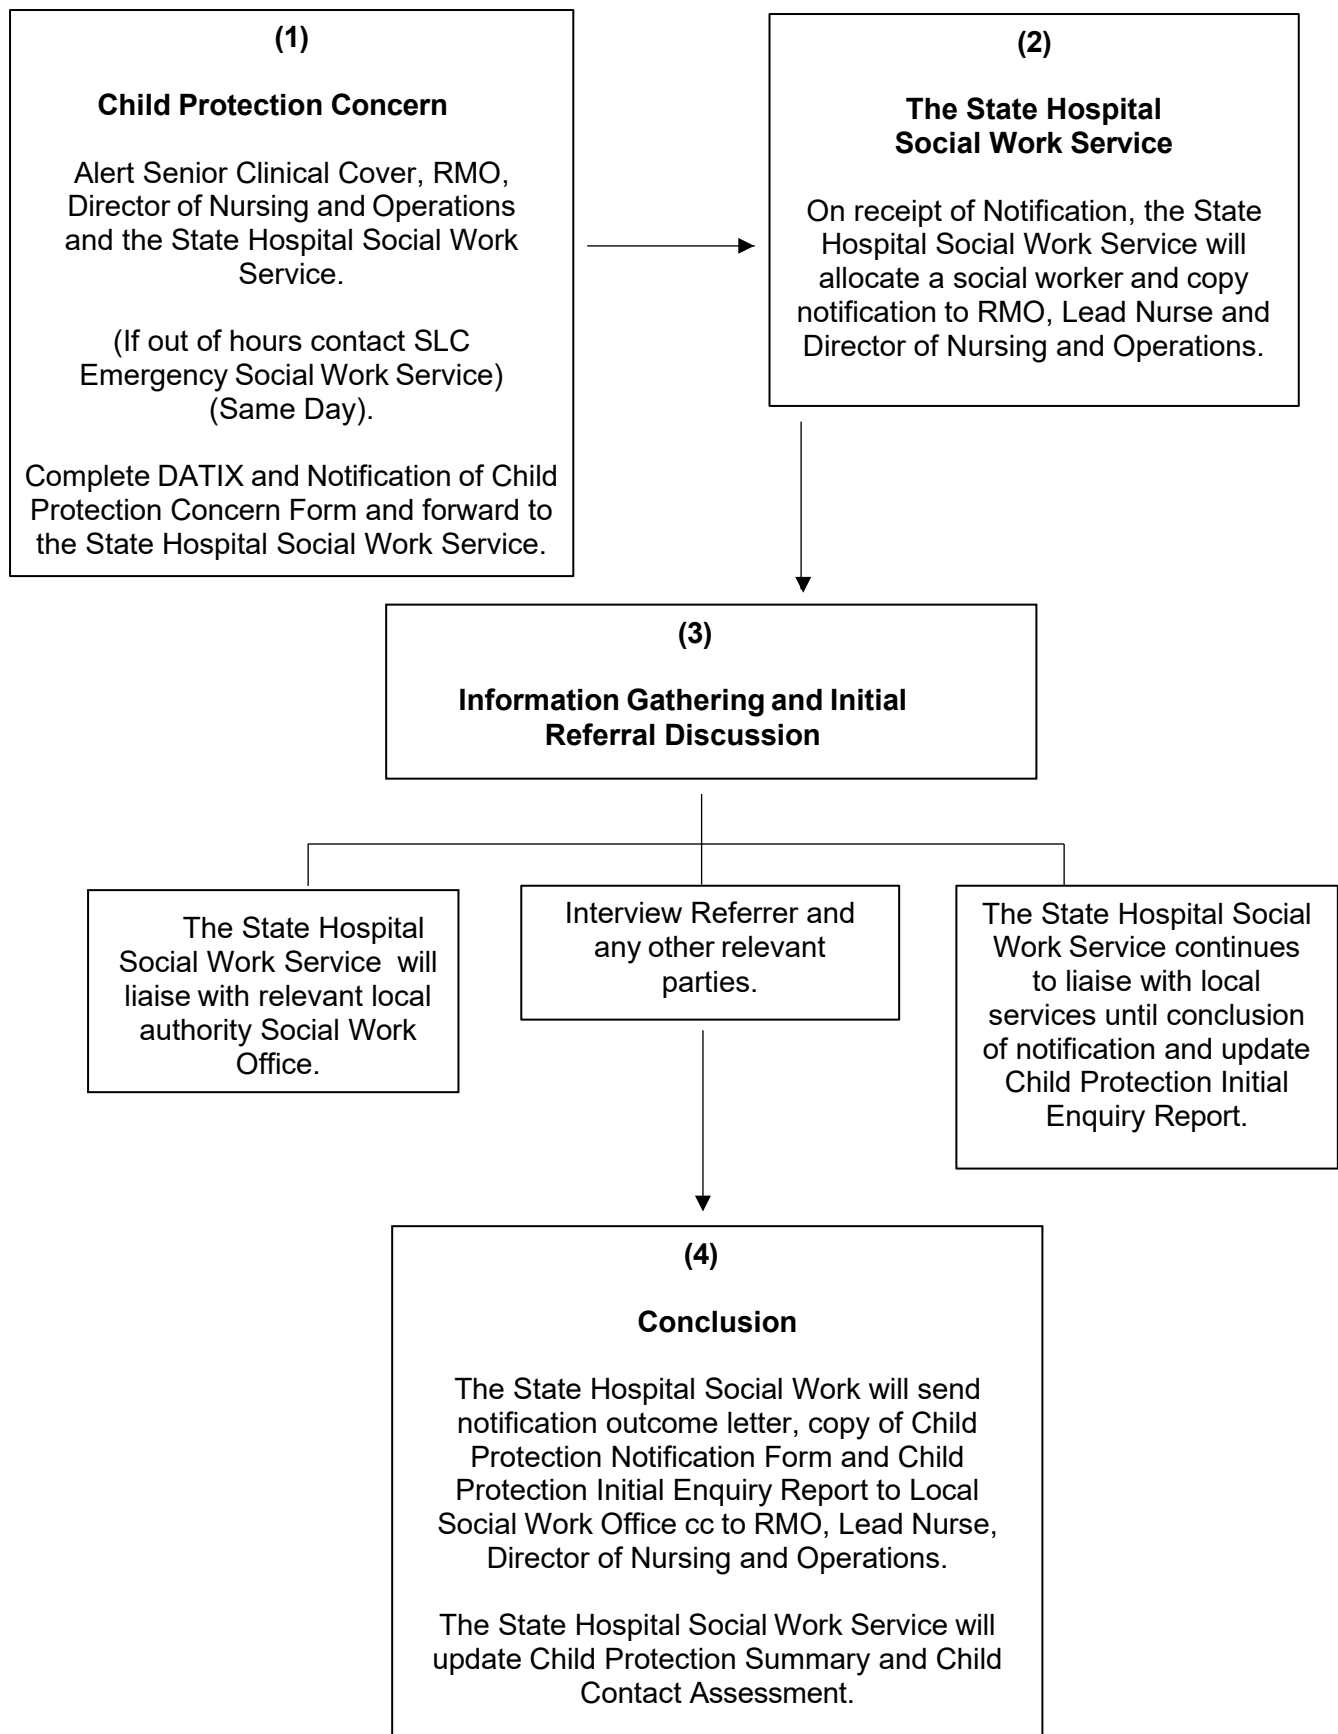 (1)
Child Protection Concern
Alert Senior Clinical Cover, RMO,
Director of Nursing and Operations
and the State Hospital Social Work
Service.
(If out of hours contact SLC
Emergency Social Work Service)
(Same Day).
Complete DATIX and Notification of Child
Protection Concern Form and forward to
the State Hospital Social Work Service.
(2)
The State Hospital
Social Work Service
On receipt of Notification, the State
Hospital Social Work Service will
allocate a social worker and copy
notification to RMO, Lead Nurse and
Director of Nursing and Operations.
(3)
Information Gathering and Initial
Referral Discussion
The State Hospital
Social Work Service will
liaise with relevant local
authority Social Work
Office.
Interview Referrer and
any other relevant
parties.
The State Hospital Social
Work Service continues
to liaise with local
services until conclusion
of notification and update
Child Protection Initial
Enquiry Report.
(4)
Conclusion
The State Hospital Social Work will send
notification outcome letter, copy of Child
Protection Notification Form and Child
Protection Initial Enquiry Report to Local
Social Work Office cc to RMO, Lead Nurse,
Director of Nursing and Operations.
The State Hospital Social Work Service will
update Child Protection Summary and Child
Contact Assessment.